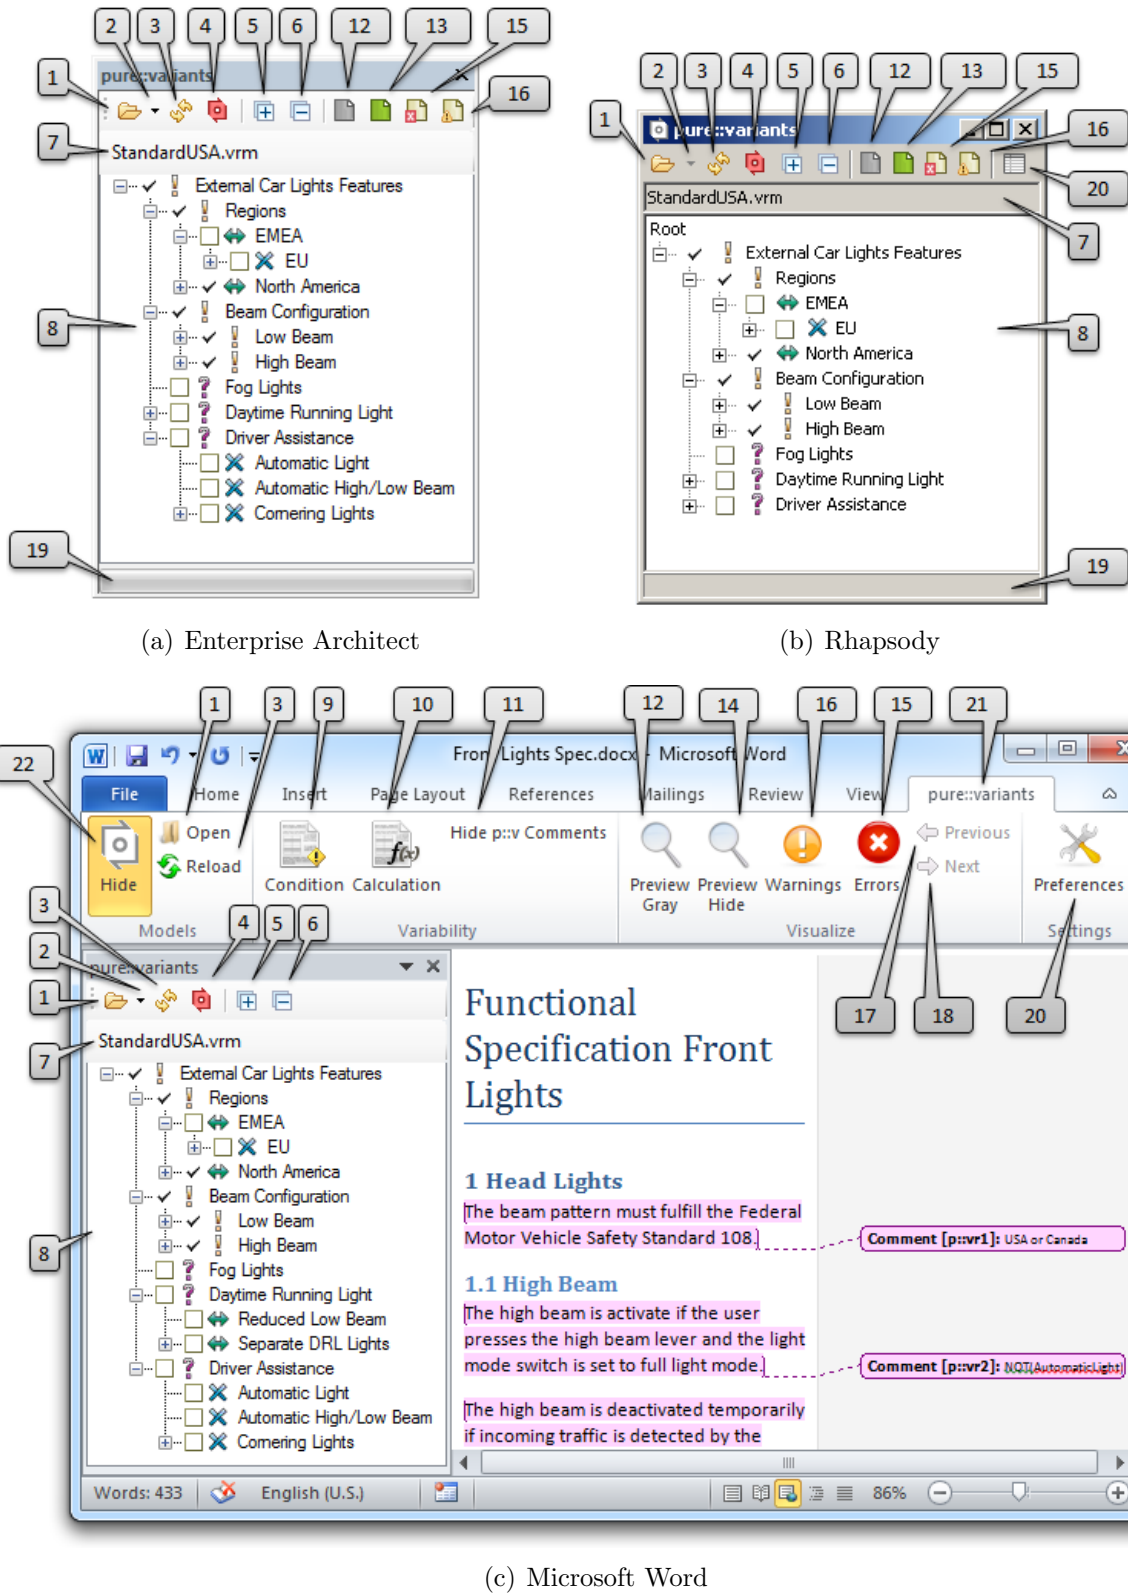 2 3 4 5 6 12 13 15
1 pure::variants 16
7 StandardUSA.vrm
External Car Lights Features
Regions
EMEA
EU
North America
Beam Configuration
8 Low Beam
High Beam
Fog Lights
Daytime Running Light
Driver Assistance
Automatic Light
Automatic High/Low Beam
Cornering Lights
19
(a) Enterprise Architect
2 3 4 5 6 12 13 15
1 pure::variants 16
20
StandardUSA.vrm 7
Root
External Car Lights Features
Regions
EMEA
EU 8
North America
Beam Configuration
Low Beam
High Beam
Fog Lights
Daytime Running Light
Driver Assistance
19
(b) Rhapsody
1 3 9 10 11 12 14 16 15 21
22 Front Lights Spec.docx - Microsoft Word
File Home Insert Page Layout References Mailings Review View pure::variants
Hide Open Reload Condition f(x) Calculation Hide p::v Comments Preview Gray Preview Hide Warnings Errors Previous Next Preferences
Models Variability Visualize Settings
3 4 5 6
2 pure::variants
1 17 18 20
7 StandardUSA.vrm
External Car Lights Features
Regions
EMEA
EU
North America
Beam Configuration
Low Beam
8 High Beam
Fog Lights
Daytime Running Light
Reduced Low Beam
Separate DRL Lights
Driver Assistance
Automatic Light
Automatic High/Low Beam
Cornering Lights
Functional
Specification Front
Lights
1 Head Lights
The beam pattern must fulfill the Federal
Motor Vehicle Safety Standard 108.
Comment [p::vr1]: USA or Canada
1.1 High Beam
The high beam is activate if the user
presses the high beam lever and the light
mode switch is set to full light mode.
Comment [p::vr2]: NOT(AutomaticLight)
The high beam is deactivated temporarily
if incoming traffic is detected by the
Words: 433 English (U.S.) 86%
(c) Microsoft Word